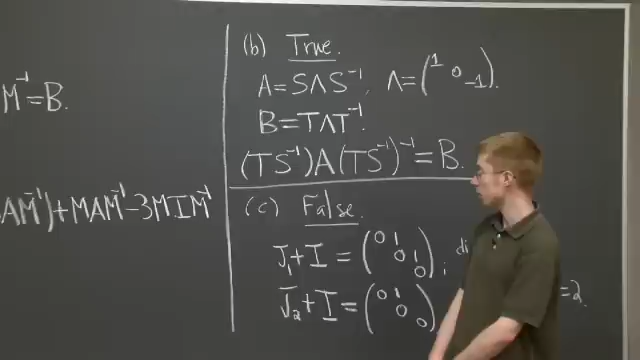 M⁻¹ = B.
AM⁻¹) + MAM⁻¹ - 3MIM⁻¹
(b) True.
A = SΛS⁻¹, Λ = (1 0 -1).
B = TΛT⁻¹.
(TS⁻¹)A(TS⁻¹)⁻¹ = B.
(c) False.
J₁ + I = (0 1 0 1 0), di
J₂ + I = (0 1 0 0) = 2.